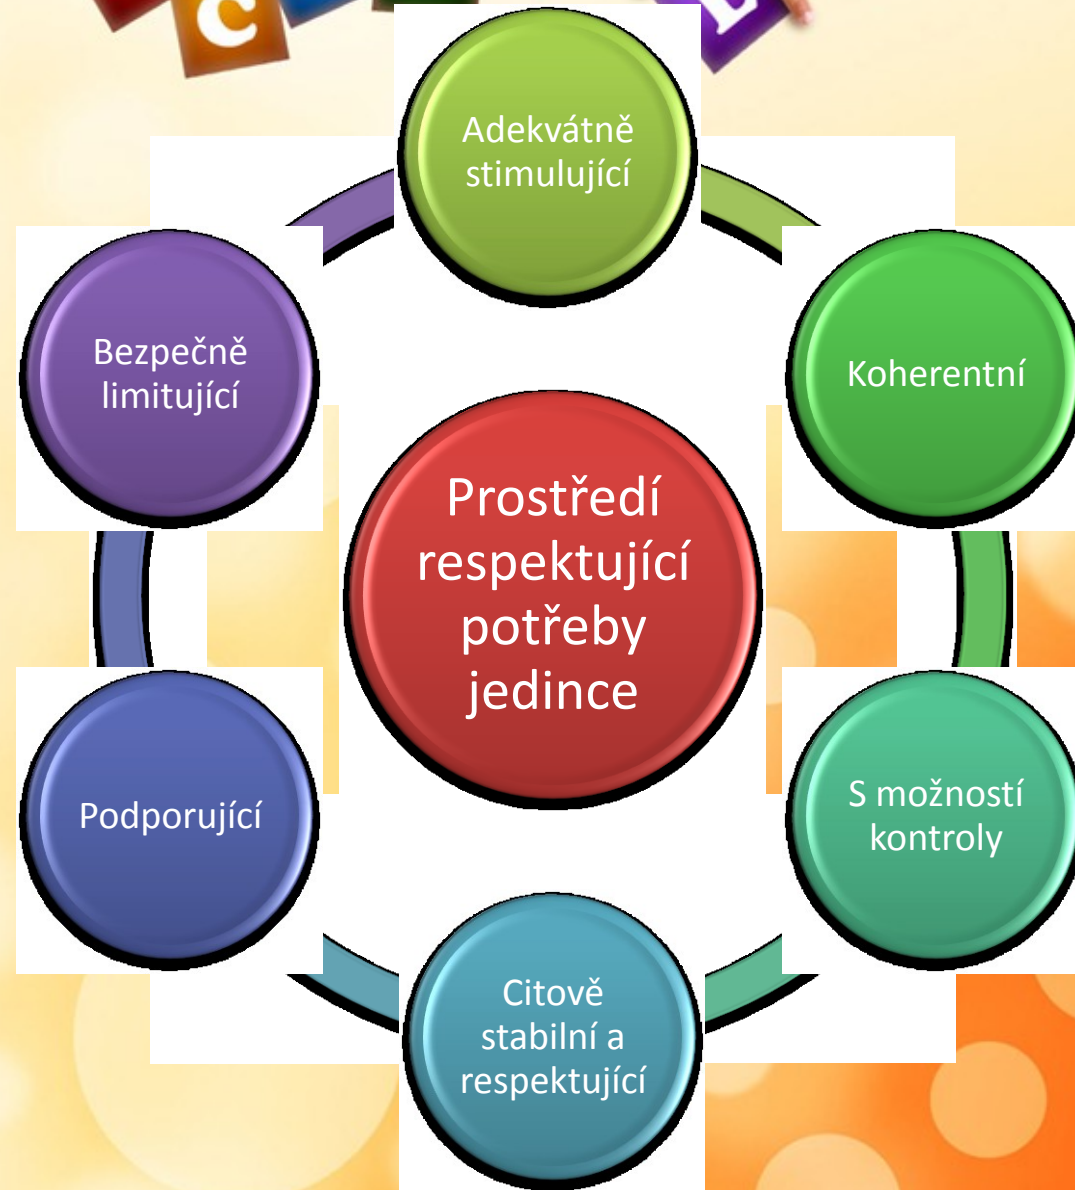 C
Adekvátně
stimulující
Koherentní
S možností
kontroly
Citově
stabilní a
respektující
Podporující
Bezpečně
limitující
Prostředí
respektující
potřeby
jedince